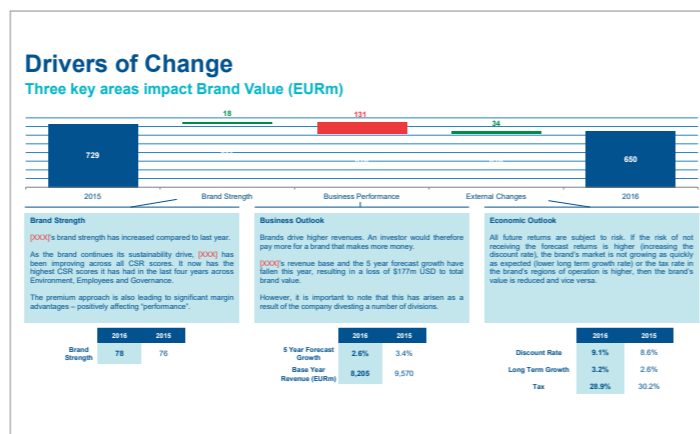 Drivers of Change
Three key areas impact Brand Value (EURm)
18
131
34
729
650
2015
Brand Strength
Business Performance
External Changes
2016
Brand Strength
[XXX]'s brand strength has increased compared to last year.
As the brand continues its sustainability drive, [XXX] has
been improving across all CSR scores. It now has the
highest CSR scores it has had in the last four years across
Environment, Employees and Governance.
The premium approach is also leading to significant margin
advantages – positively affecting "performance".
2016 2015
Brand
Strength
78 76
Business Outlook
Brands drive higher revenues. An investor would therefore
pay more for a brand that makes more money.
[XXX]'s revenue base and the 5 year forecast growth have
fallen this year, resulting in a loss of $177m USD to total
brand value.
However, it is important to note that this has arisen as a
result of the company divesting a number of divisions.
2016 2015
5 Year Forecast
Growth
2.6% 3.4%
Base Year
Revenue (EURm)
8,205 9,570
Economic Outlook
All future returns are subject to risk. If the risk of not
receiving the forecast returns is higher (increasing the
discount rate), the brand's market is not growing as quickly
as expected (lower long term growth rate) or the tax rate in
the brand's regions of operation is higher, then the brand's
value is reduced and vice versa.
2016 2015
Discount Rate 9.1% 8.6%
Long Term Growth 3.2% 2.6%
Tax 28.9% 30.2%